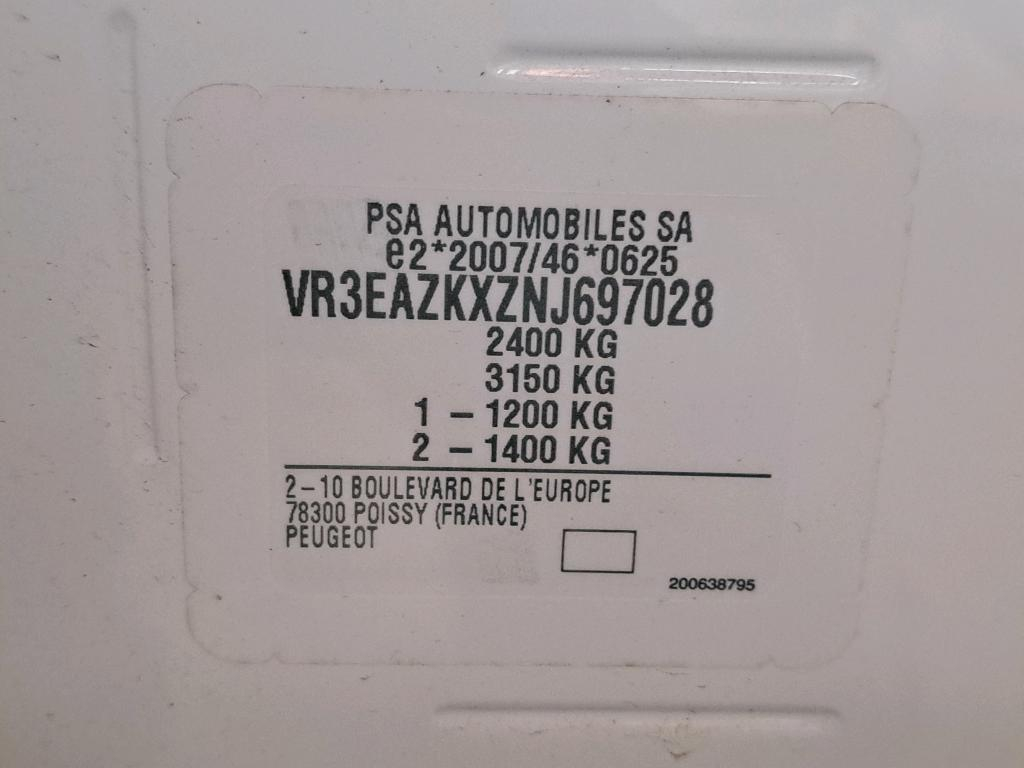 PSA AUTOMOBILES SA
e2*2007/46*0625
VR3EAZKXZNJ697028
2400 KG
3150 KG
1 – 1200 KG
2 – 1400 KG
2–10 BOULEVARD DE L'EUROPE
78300 POISSY (FRANCE)
PEUGEOT
200638795